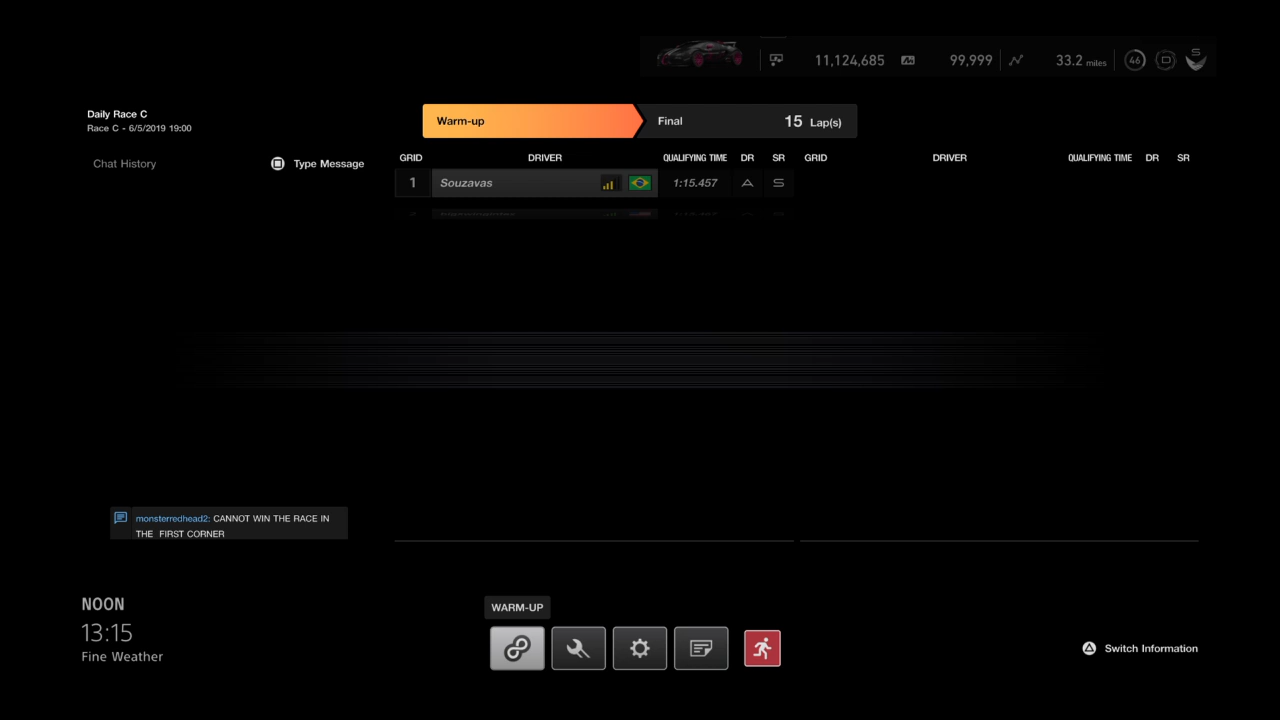 11,124,685 99,999 33.2 miles 46 S
Daily Race C
Race C - 6/5/2019 19:00
Warm-up Final 15 Lap(s)
Chat History Type Message
GRID DRIVER QUALIFYING TIME DR SR GRID DRIVER QUALIFYING TIME DR SR
1 Souzavas 1:15.457 A S
monsterredhead2: CANNOT WIN THE RACE IN
THE FIRST CORNER
NOON
13:15
Fine Weather
WARM-UP
Switch Information